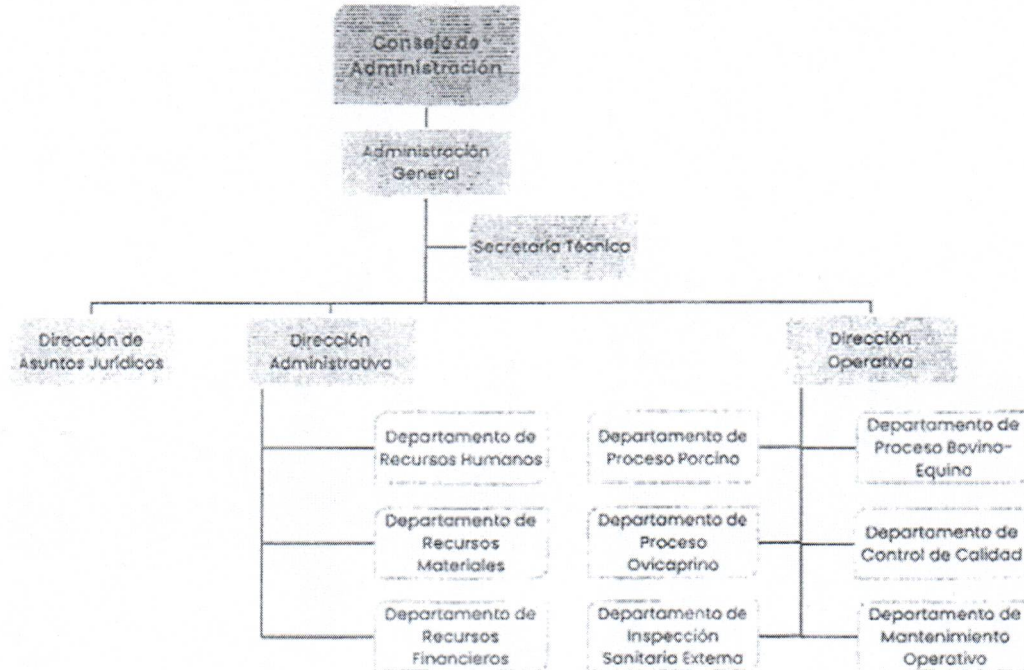 Consejo de
Administración
Administración
General
Secretaría Técnica
Dirección de
Asuntos Jurídicos
Dirección
Administrativa
Dirección
Operativa
Departamento de
Recursos Humanos
Departamento de
Proceso Porcino
Departamento de
Proceso Bovino-
Equino
Departamento de
Recursos
Materiales
Departamento de
Proceso
Ovicaprino
Departamento de
Control de Calidad
Departamento de
Recursos
Financieros
Departamento de
Inspección
Sanitaria Externa
Departamento de
Mantenimiento
Operativo